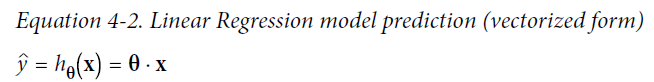 Equation 4-2. Linear Regression model prediction (vectorized form)
ŷ = hθ(x) = θ · x